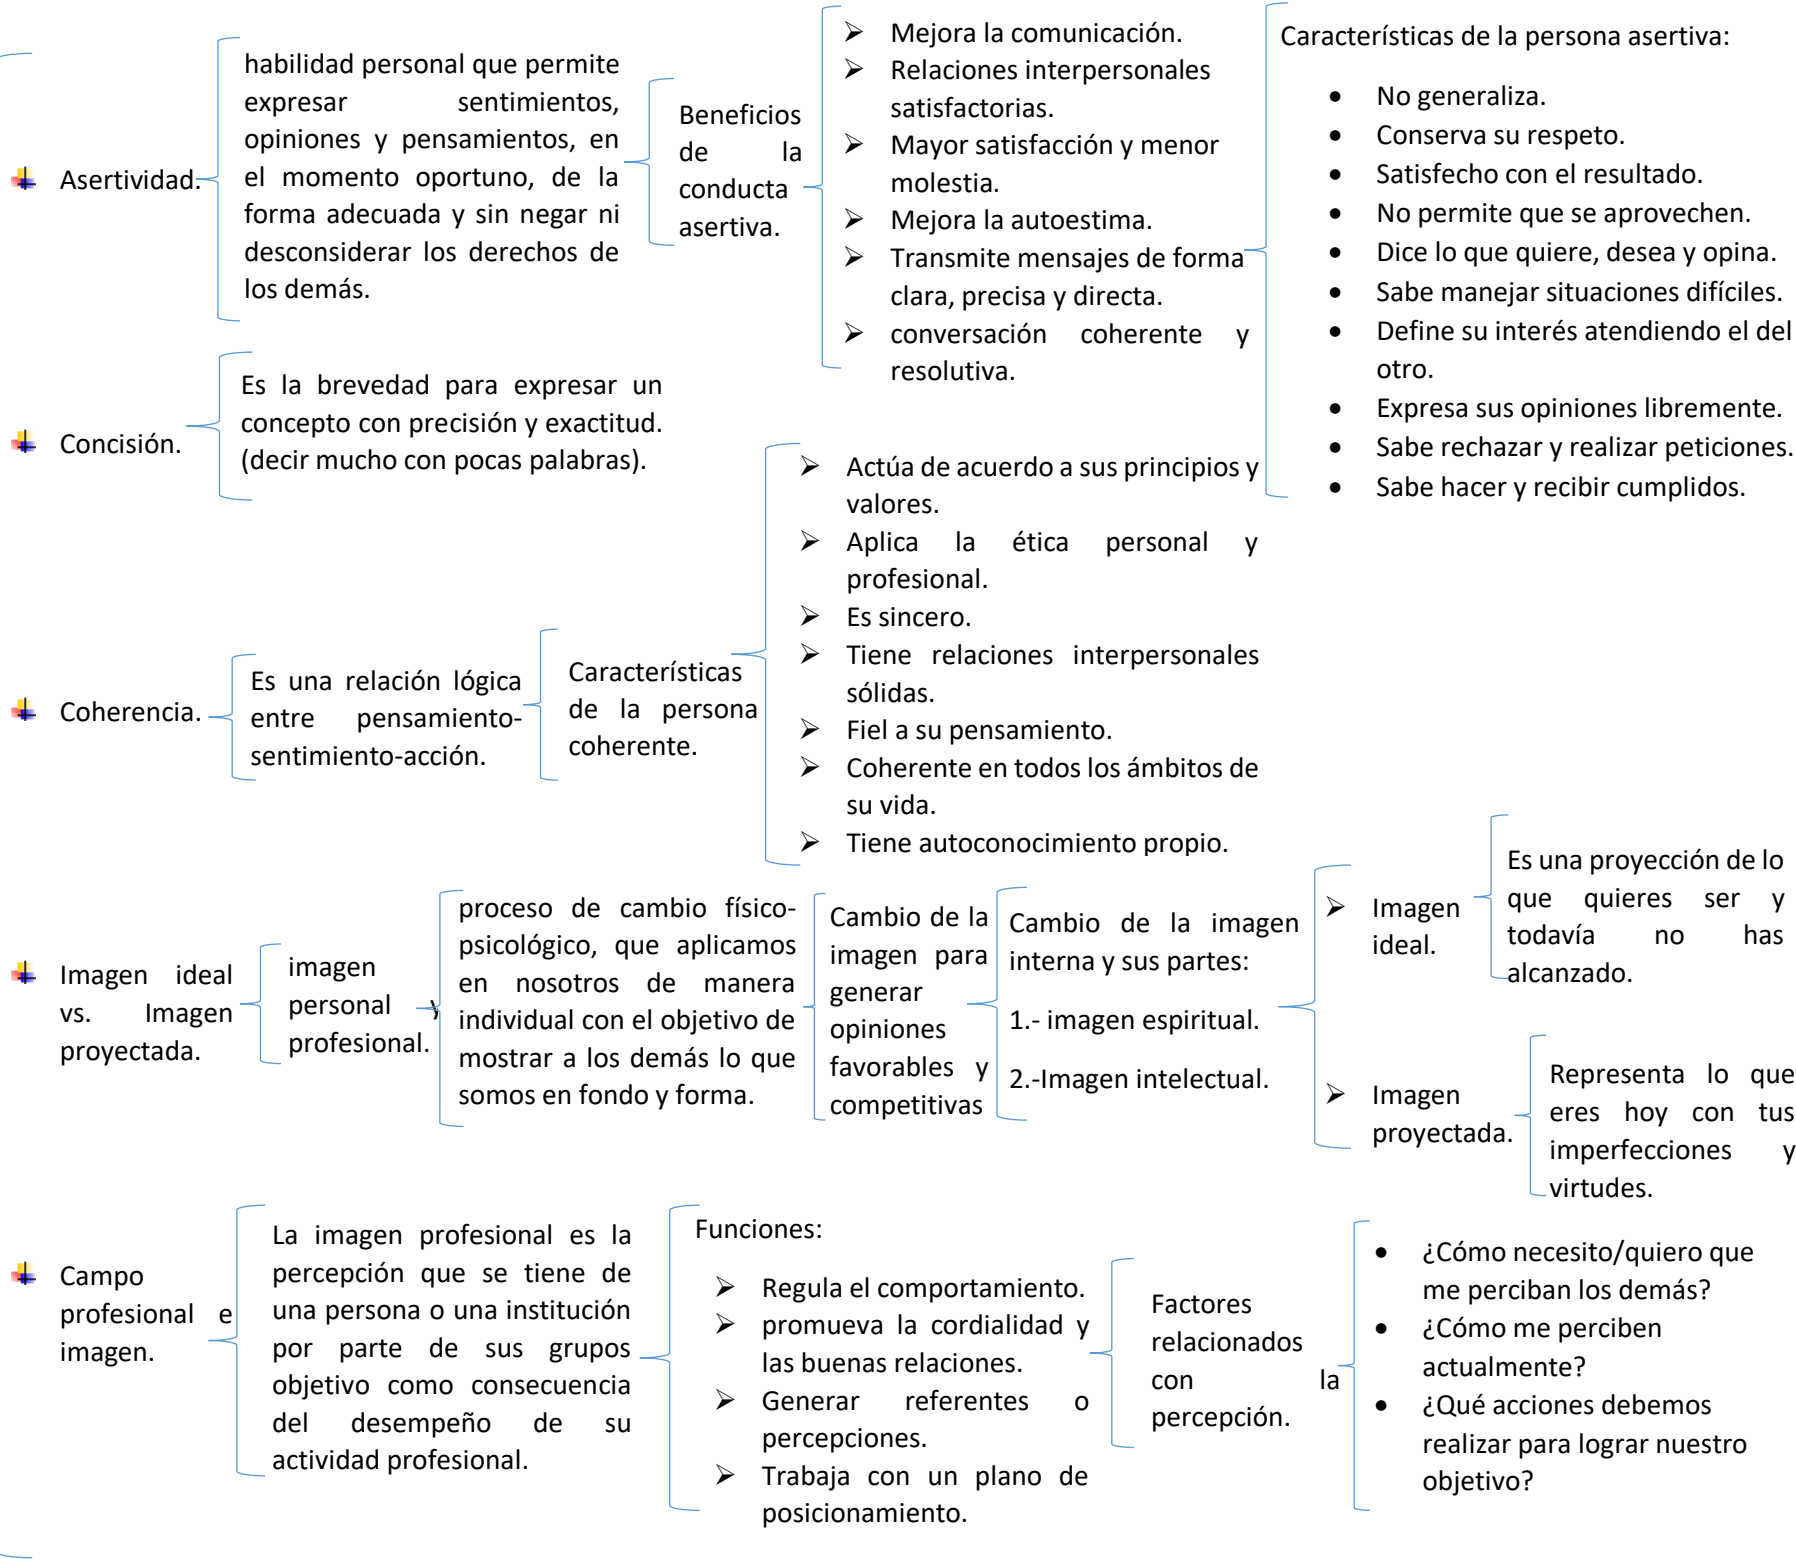 Asertividad.
habilidad personal que permite
expresar sentimientos,
opiniones y pensamientos, en
el momento oportuno, de la
forma adecuada y sin negar ni
desconsiderar los derechos de
los demás.
Beneficios
de la
conducta
asertiva.
Mejora la comunicación.
Relaciones interpersonales
satisfactorias.
Mayor satisfacción y menor
molestia.
Mejora la autoestima.
Transmite mensajes de forma
clara, precisa y directa.
conversación coherente y
resolutiva.
Características de la persona asertiva:
No generaliza.
Conserva su respeto.
Satisfecho con el resultado.
No permite que se aprovechen.
Dice lo que quiere, desea y opina.
Sabe manejar situaciones difíciles.
Define su interés atendiendo el del
otro.
Expresa sus opiniones libremente.
Sabe rechazar y realizar peticiones.
Sabe hacer y recibir cumplidos.
Concisión.
Es la brevedad para expresar un
concepto con precisión y exactitud.
(decir mucho con pocas palabras).
Coherencia.
Es una relación lógica
entre pensamiento-
sentimiento-acción.
Características
de la persona
coherente.
Actúa de acuerdo a sus principios y
valores.
Aplica la ética personal y
profesional.
Es sincero.
Tiene relaciones interpersonales
sólidas.
Fiel a su pensamiento.
Coherente en todos los ámbitos de
su vida.
Tiene autoconocimiento propio.
Imagen ideal
vs. Imagen
proyectada.
imagen
personal y
profesional.
proceso de cambio físico-
psicológico, que aplicamos
en nosotros de manera
individual con el objetivo de
mostrar a los demás lo que
somos en fondo y forma.
Cambio de la
imagen para
generar
opiniones
favorables y
competitivas
Cambio de la imagen
interna y sus partes:
1.- imagen espiritual.
2.-Imagen intelectual.
Imagen
ideal.
Es una proyección de lo
que quieres ser y
todavía no has
alcanzado.
Imagen
proyectada.
Representa lo que
eres hoy con tus
imperfecciones y
virtudes.
Campo
profesional e
imagen.
La imagen profesional es la
percepción que se tiene de
una persona o una institución
por parte de sus grupos
objetivo como consecuencia
del desempeño de su
actividad profesional.
Funciones:
Regula el comportamiento.
promueva la cordialidad y
las buenas relaciones.
Generar referentes o
percepciones.
Trabaja con un plano de
posicionamiento.
Factores
relacionados
con la
percepción.
¿Cómo necesito/quiero que
me perciban los demás?
¿Cómo me perciben
actualmente?
¿Qué acciones debemos
realizar para lograr nuestro
objetivo?